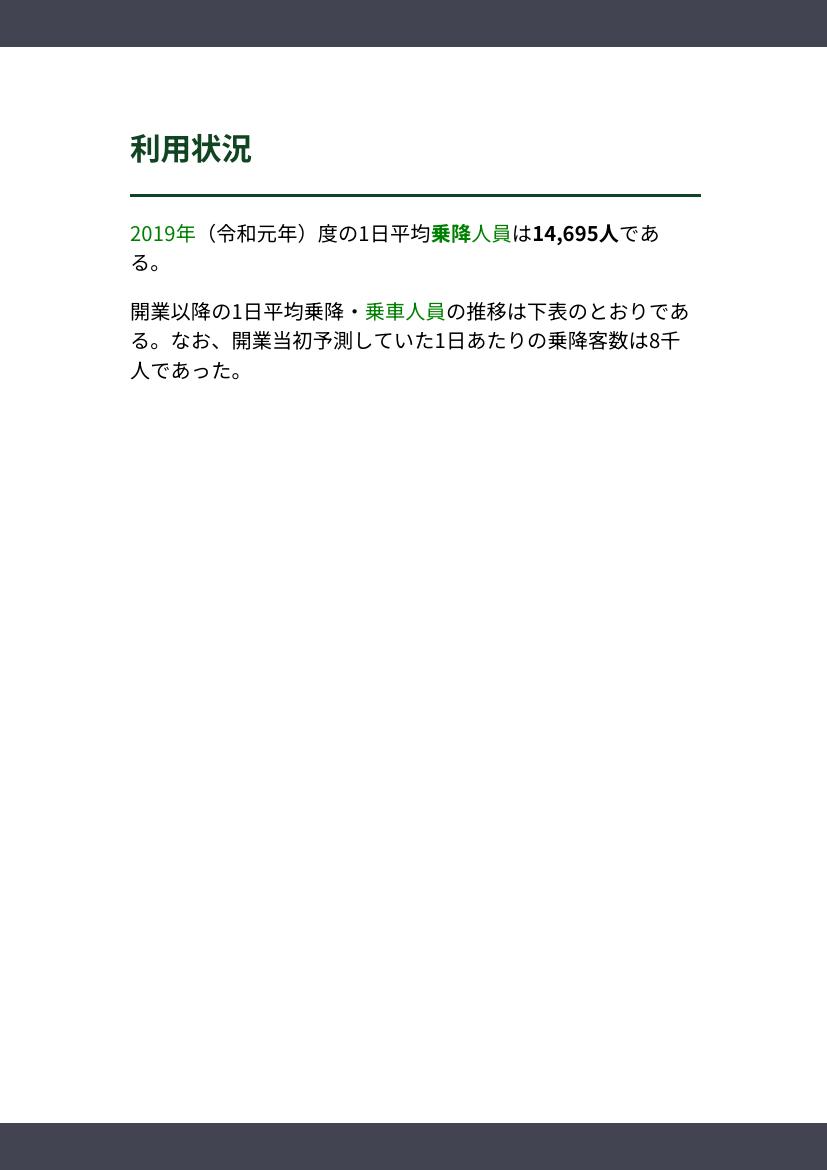 利用状況
2019年（令和元年）度の1日平均乗降人員は14,695人であ
る。
開業以降の1日平均乗降・乗車人員の推移は下表のとおりであ
る。なお、開業当初予測していた1日あたりの乗降客数は8千
人であった。